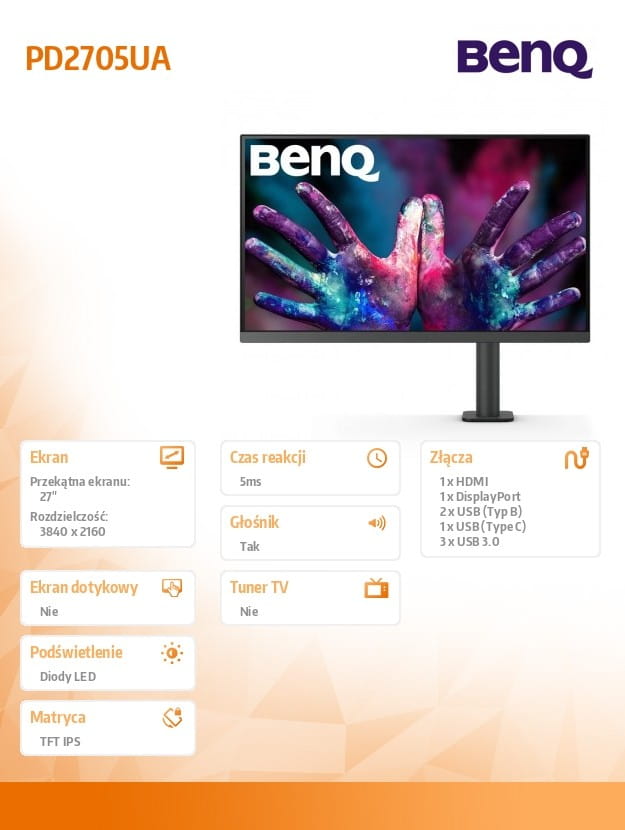 PD2705UA
BenQ
BenQ
Ekran
Przekątna ekranu:
27"
Rozdzielczość:
3840 x 2160
Czas reakcji
5ms
Głośnik
Tak
Złącza
1 x HDMI
1 x DisplayPort
2 x USB (Typ B)
1 x USB (Type C)
3 x USB 3.0
Ekran dotykowy
Nie
Tuner TV
Nie
Podświetlenie
Diody LED
Matryca
TFT IPS